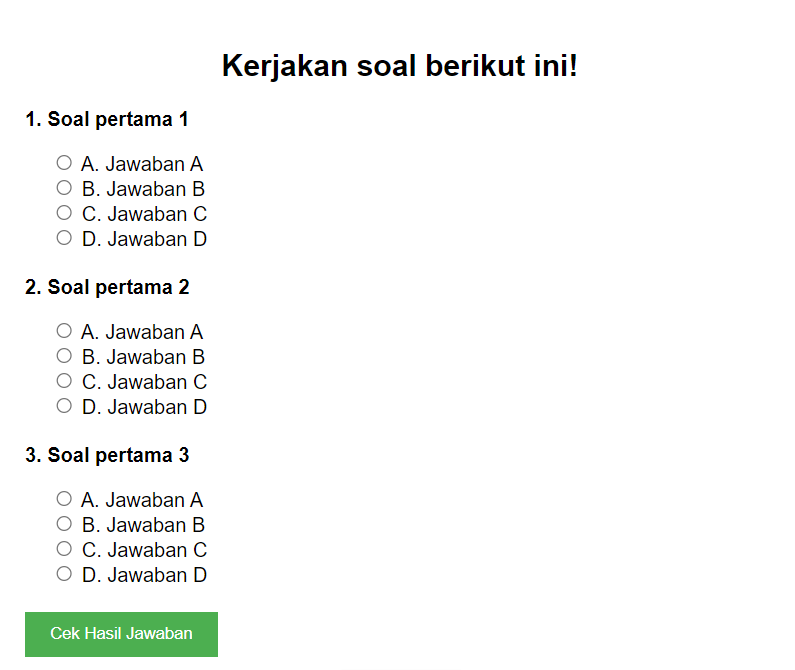 Kerjakan soal berikut ini!
1. Soal pertama 1
A. Jawaban A
B. Jawaban B
C. Jawaban C
D. Jawaban D
2. Soal pertama 2
A. Jawaban A
B. Jawaban B
C. Jawaban C
D. Jawaban D
3. Soal pertama 3
A. Jawaban A
B. Jawaban B
C. Jawaban C
D. Jawaban D
Cek Hasil Jawaban